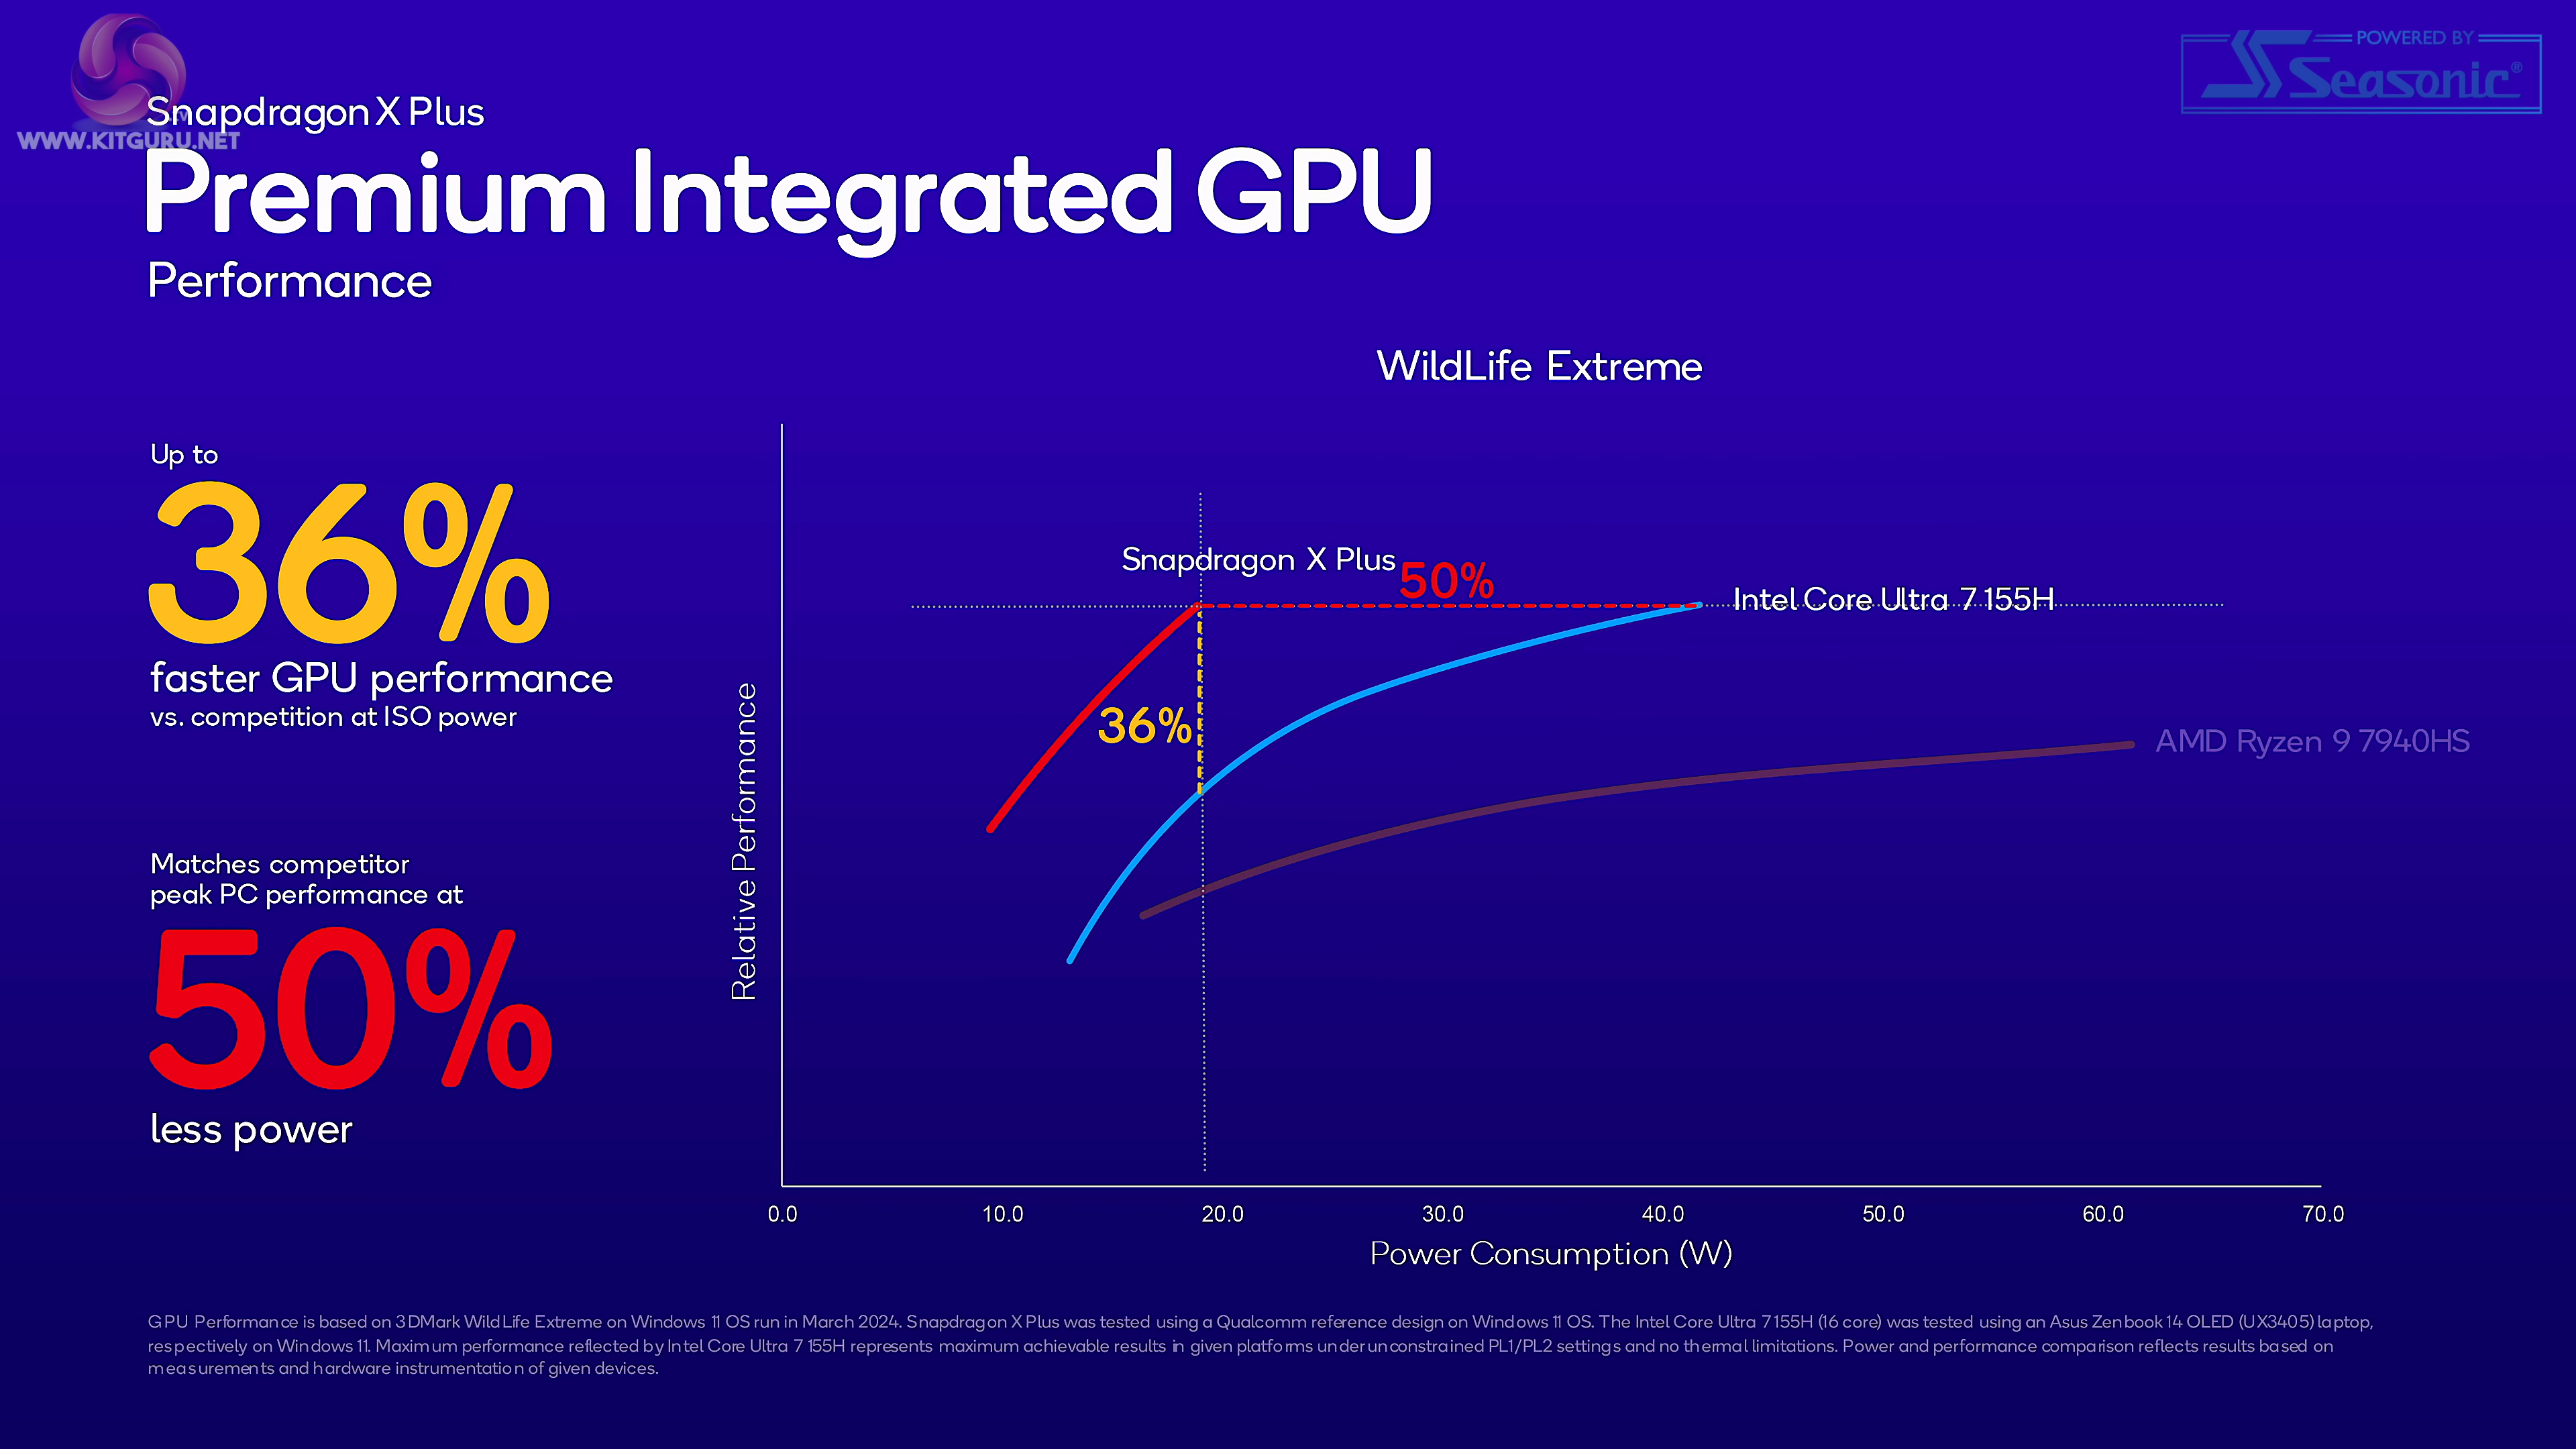 POWERED BY
Seasonic®
Snapdragon X Plus
WWW.KITGURU.NET
Premium Integrated GPU
Performance
WildLife Extreme
Up to
36%
faster GPU performance
vs. competition at ISO power
Matches competitor
peak PC performance at
50%
less power
Snapdragon X Plus
50%
Intel Core Ultra 7 155H
36%
AMD Ryzen 9 7940HS
Relative Performance
0.0 10.0 20.0 30.0 40.0 50.0 60.0 70.0
Power Consumption (W)
GPU Performance is based on 3DMark WildLife Extreme on Windows 11 OS run in March 2024. Snapdragon X Plus was tested using a Qualcomm reference design on Windows 11 OS. The Intel Core Ultra 7 155H (16 core) was tested using an Asus Zenbook 14 OLED (UX3405) laptop,
respectively on Windows 11. Maximum performance reflected by Intel Core Ultra 7 155H represents maximum achievable results in given platforms under unconstrained PL1/PL2 settings and no thermal limitations. Power and performance comparison reflects results based on
measurements and hardware instrumentation of given devices.